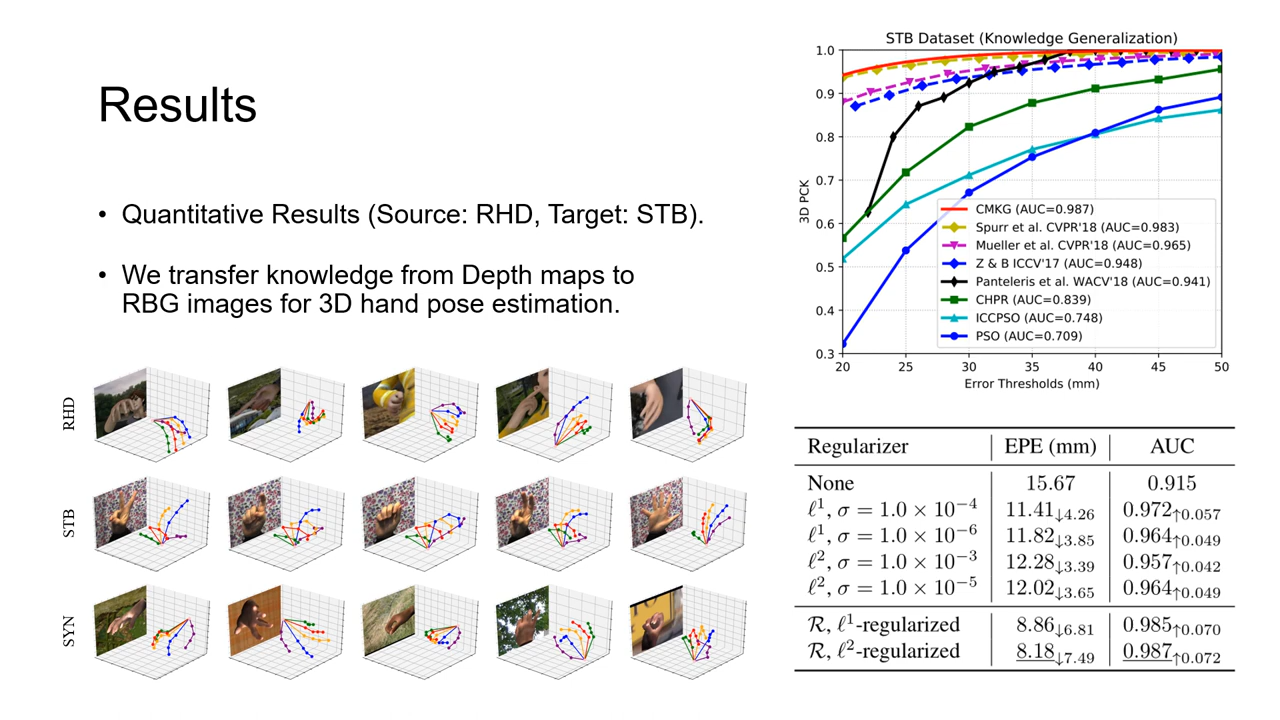 Results
• Quantitative Results (Source: RHD, Target: STB).
• We transfer knowledge from Depth maps to
RBG images for 3D hand pose estimation.
RHD
STB
SYN
STB Dataset (Knowledge Generalization)
3D PCK
1.0
0.9
0.8
0.7
0.6
0.5
0.4
0.3
CMKG (AUC=0.987)
Spurr et al. CVPR'18 (AUC=0.983)
Mueller et al. CVPR'18 (AUC=0.965)
Z & B ICCV'17 (AUC=0.948)
Panteleris et al. WACV'18 (AUC=0.941)
CHPR (AUC=0.839)
ICCPSO (AUC=0.748)
PSO (AUC=0.709)
20 25 30 35 40 45 50
Error Thresholds (mm)
Regularizer EPE (mm) AUC
None 15.67 0.915
ℓ¹, σ = 1.0 × 10⁻⁴ 11.41↓4.26 0.972↑0.057
ℓ¹, σ = 1.0 × 10⁻⁶ 11.82↓3.85 0.964↑0.049
ℓ², σ = 1.0 × 10⁻³ 12.28↓3.39 0.957↑0.042
ℓ², σ = 1.0 × 10⁻⁵ 12.02↓3.65 0.964↑0.049
ℛ, ℓ¹-regularized 8.86↓6.81 0.985↑0.070
ℛ, ℓ²-regularized 8.18↓7.49 0.987↑0.072